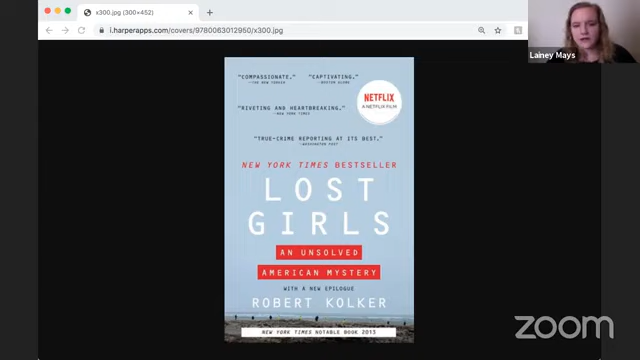 x300.jpg (300×452)
i.harperapps.com/covers/9780063012950/x300.jpg
Lainey Mays
"COMPASSIONATE."
—THE NEW YORKER
"CAPTIVATING."
—BOSTON GLOBE
NETFLIX
A NETFLIX FILM
"RIVETING AND HEARTBREAKING."
—NEW YORK TIMES
"TRUE-CRIME REPORTING AT ITS BEST."
—WASHINGTON POST
NEW YORK TIMES BESTSELLER
LOST
GIRLS
AN UNSOLVED
AMERICAN MYSTERY
WITH A NEW EPILOGUE
ROBERT KOLKER
NEW YORK TIMES NOTABLE BOOK 2013
zoom